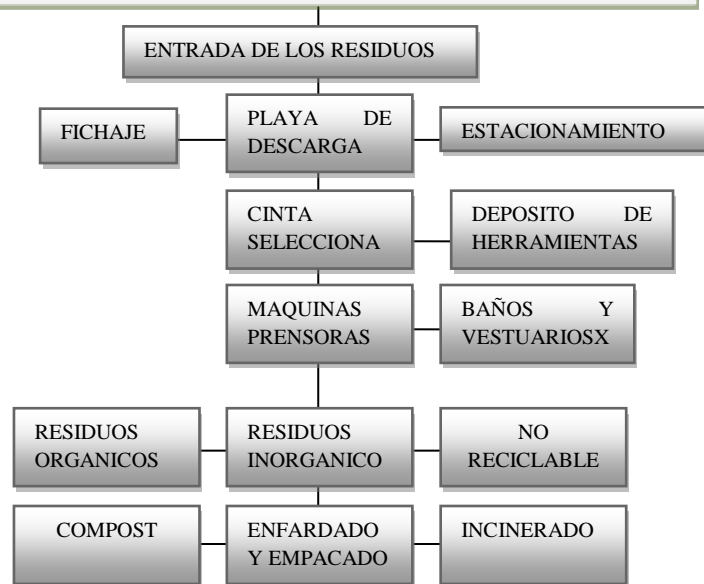 ENTRADA DE LOS RESIDUOS
FICHAJE
PLAYA DE
DESCARGA
ESTACIONAMIENTO
CINTA
SELECCIONA
DEPOSITO DE
HERRAMIENTAS
MAQUINAS
PRENSORAS
BAÑOS Y
VESTUARIOSX
RESIDUOS
ORGANICOS
RESIDUOS
INORGANICO
NO
RECICLABLE
COMPOST
ENFARDADO
Y EMPACADO
INCINERADO